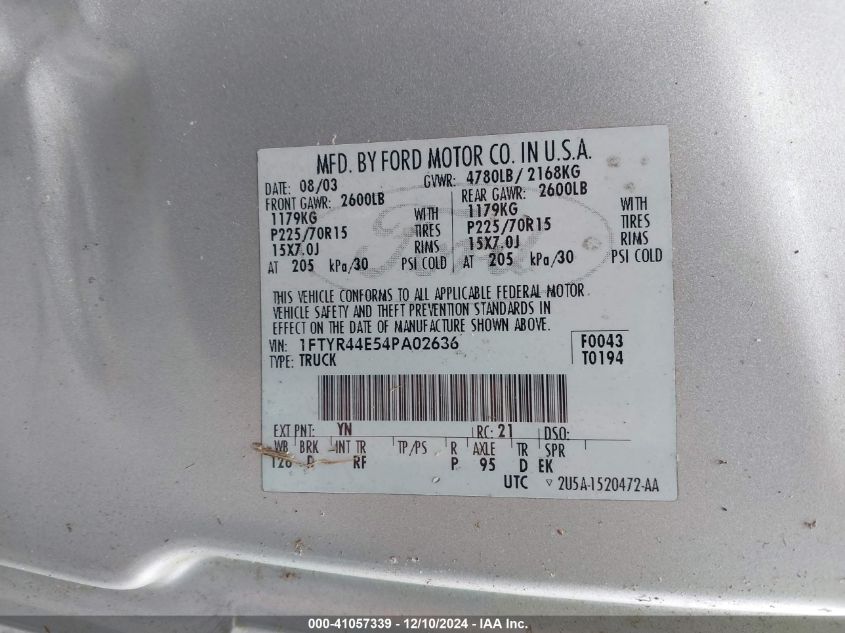 MFD. BY FORD MOTOR CO. IN U.S.A.
DATE: 08/03 GVWR: 4780LB/ 2168KG
FRONT GAWR: 2600LB REAR GAWR: 2600LB
1179KG WITH 1179KG WITH
P225/70R15 TIRES P225/70R15 TIRES
15X7.0J RIMS 15X7.0J RIMS
AT 205 kPa/30 PSI COLD AT 205 kPa/30 PSI COLD
Ford
THIS VEHICLE CONFORMS TO ALL APPLICABLE FEDERAL MOTOR
VEHICLE SAFETY AND THEFT PREVENTION STANDARDS IN
EFFECT ON THE DATE OF MANUFACTURE SHOWN ABOVE.
VIN: 1FTYR44E54PA02636 F0043
TYPE: TRUCK T0194
EXT PNT: YN RC: 21 DSO:
WB BRK INT TR TP/PS R AXLE TR SPR
126 D RF P 95 D EK
UTC 2U5A-1520472-AA
000-41057339 - 12/10/2024 - IAA Inc.